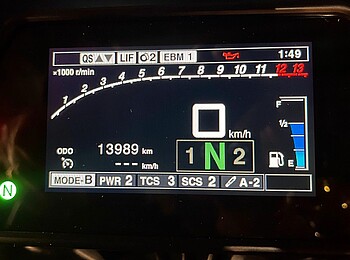 QS▲▼ LIF 2 EBM 1 1:49
×1000 r/min
1 2 3 4 5 6 7 8 9 10 11 12 13
0 km/h
F
½
E
ODO 13989 km
--- km/h
1 N 2
N
MODE-B PWR 2 TCS 3 SCS 2 A-2